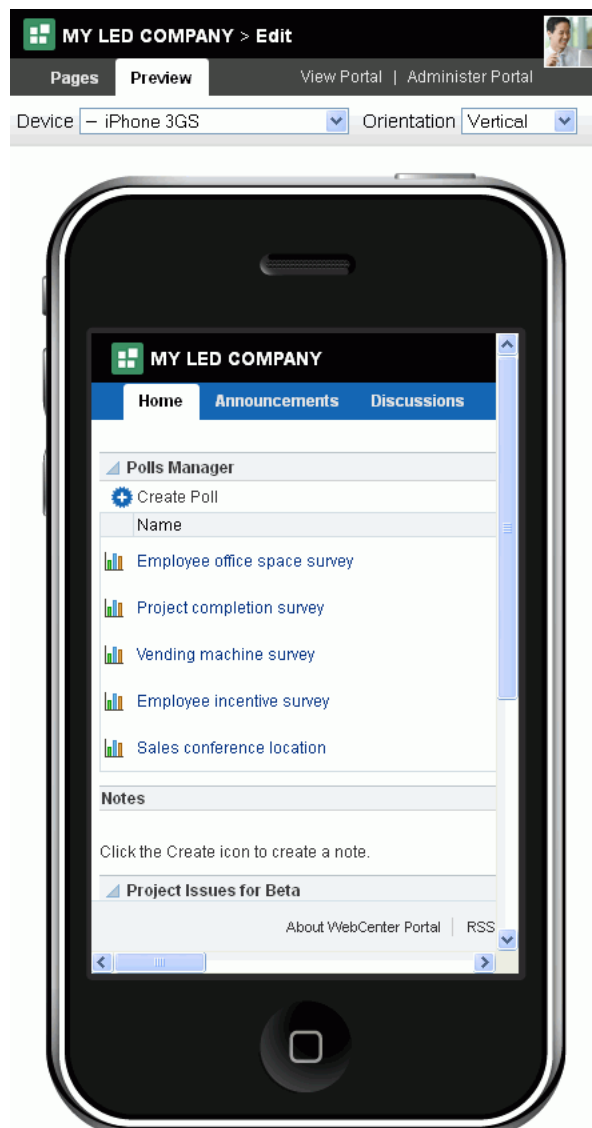 MY LED COMPANY > Edit
Pages Preview View Portal | Administer Portal
Device – iPhone 3GS Orientation Vertical
MY LED COMPANY
Home Announcements Discussions
Polls Manager
Create Poll
Name
Employee office space survey
Project completion survey
Vending machine survey
Employee incentive survey
Sales conference location
Notes
Click the Create icon to create a note.
Project Issues for Beta
About WebCenter Portal | RSS